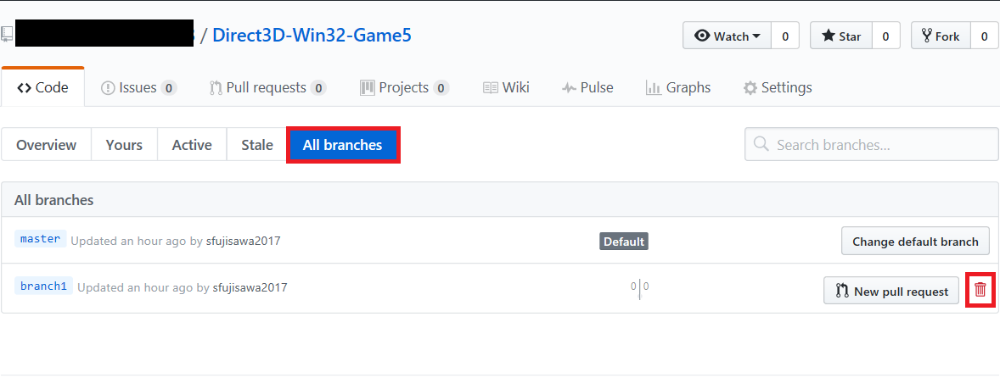 / Direct3D-Win32-Game5
Watch 0 Star 0 Fork 0
Code Issues 0 Pull requests 0 Projects 0 Wiki Pulse Graphs Settings
Overview Yours Active Stale All branches Search branches...
All branches
master Updated an hour ago by sfujisawa2017 Default Change default branch
branch1 Updated an hour ago by sfujisawa2017 0 0 New pull request